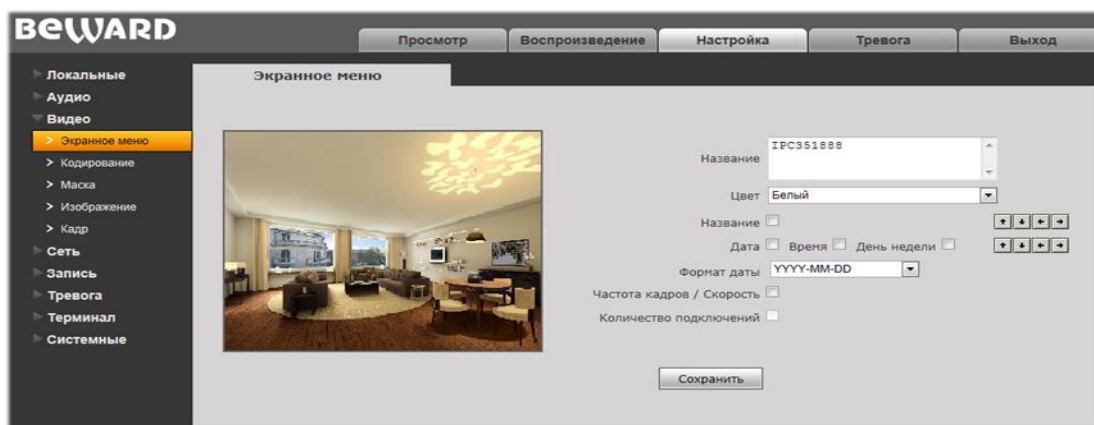 BEWARD
Просмотр Воспроизведение Настройка Тревога Выход
Локальные
Аудио
Видео
> Экранное меню
> Кодирование
> Маска
> Изображение
> Кадр
Сеть
Запись
Тревога
Терминал
Системные
Экранное меню
Название IPC351888
Цвет Белый
Название
Дата Время День недели
Формат даты YYYY-MM-DD
Частота кадров / Скорость
Количество подключений
Сохранить